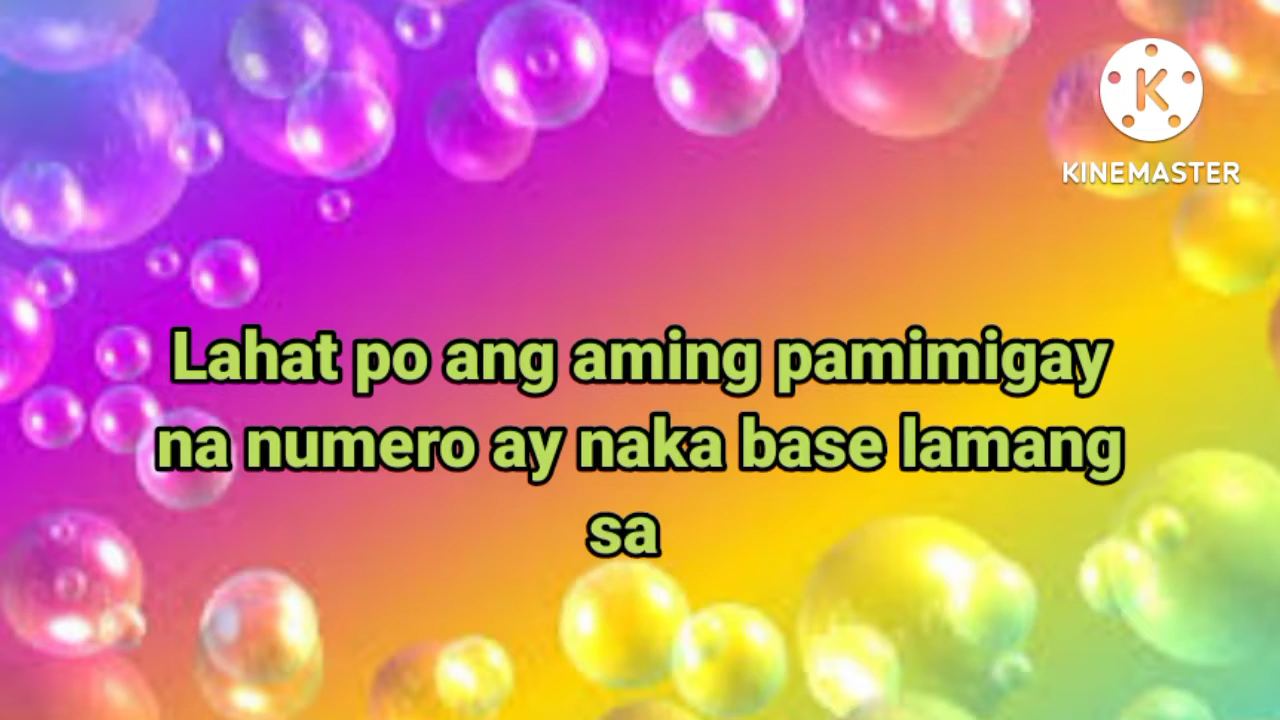 K
KINEMASTER
Lahat po ang aming pamimigay
na numero ay naka base lamang
sa